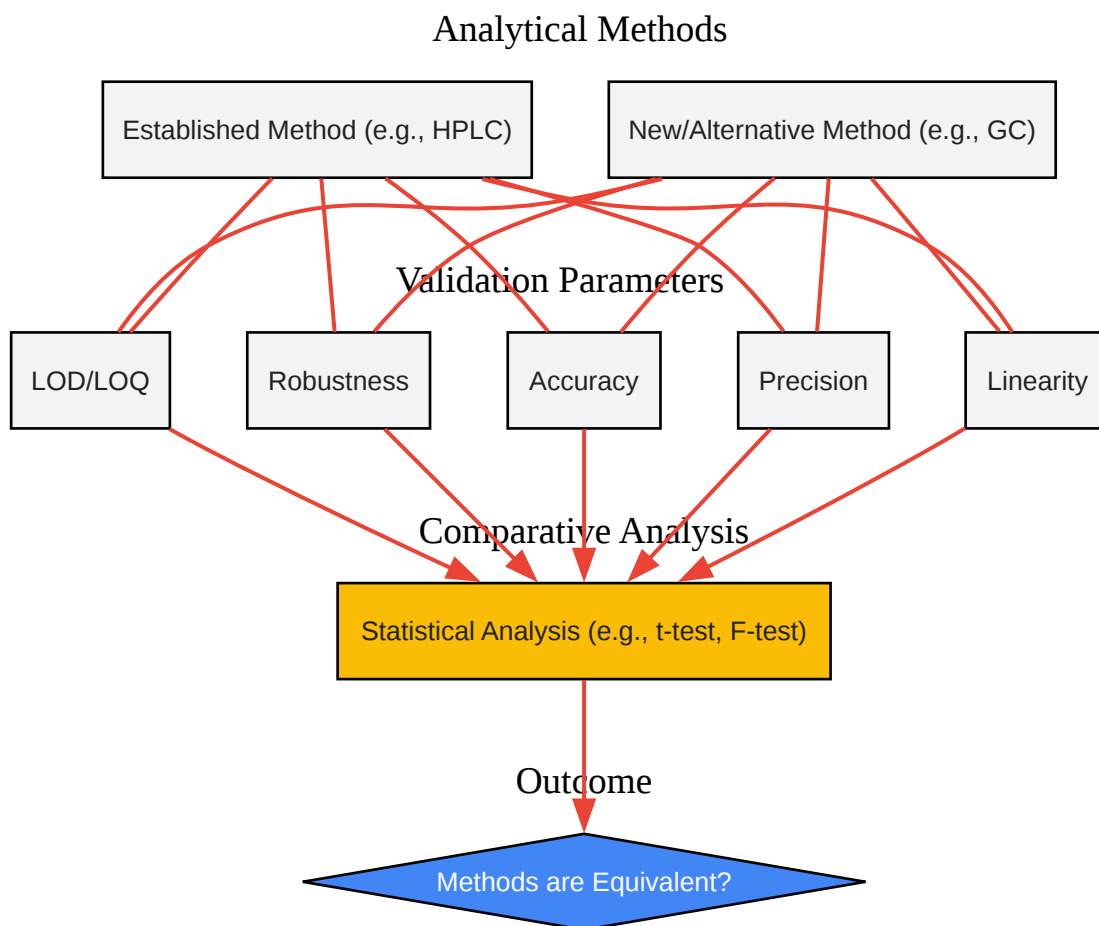 Analytical Methods
Established Method (e.g., HPLC)
New/Alternative Method (e.g., GC)
Validation Parameters
LOD/LOQ
Robustness
Accuracy
Precision
Linearity
Comparative Analysis
Statistical Analysis (e.g., t-test, F-test)
Outcome
Methods are Equivalent?